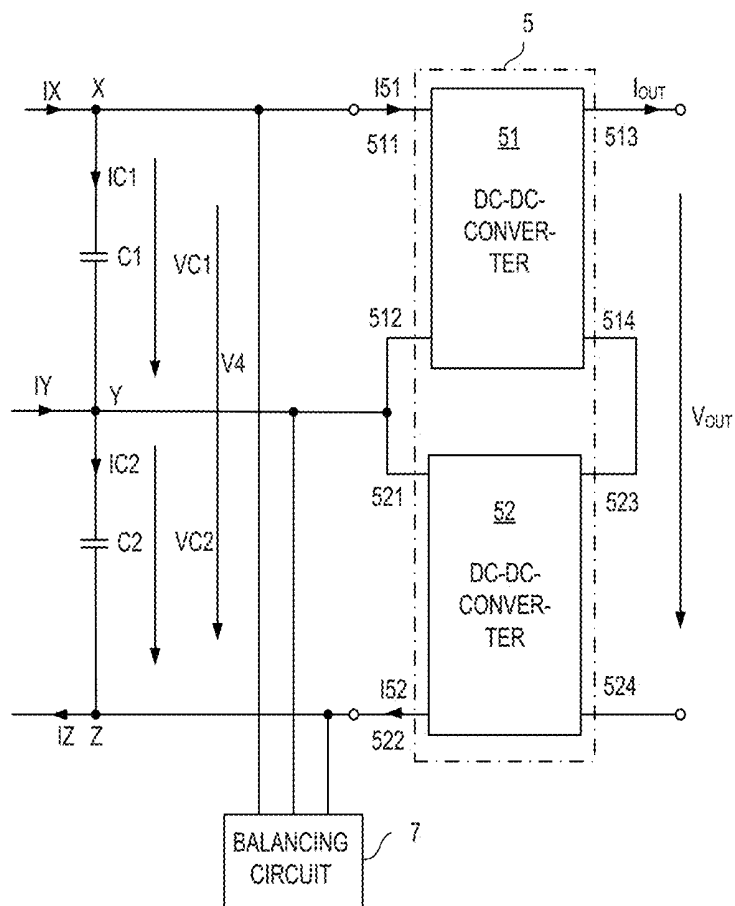 5
IX
X
I51
IOUT
511
51
513
IC1
DC-DC-
CONVER-
TER
C1
VC1
512
514
V4
IY
Y
VOUT
IC2
521
52
523
C2
VC2
DC-DC-
CONVER-
TER
I52
524
IZ
Z
522
BALANCING
CIRCUIT
7